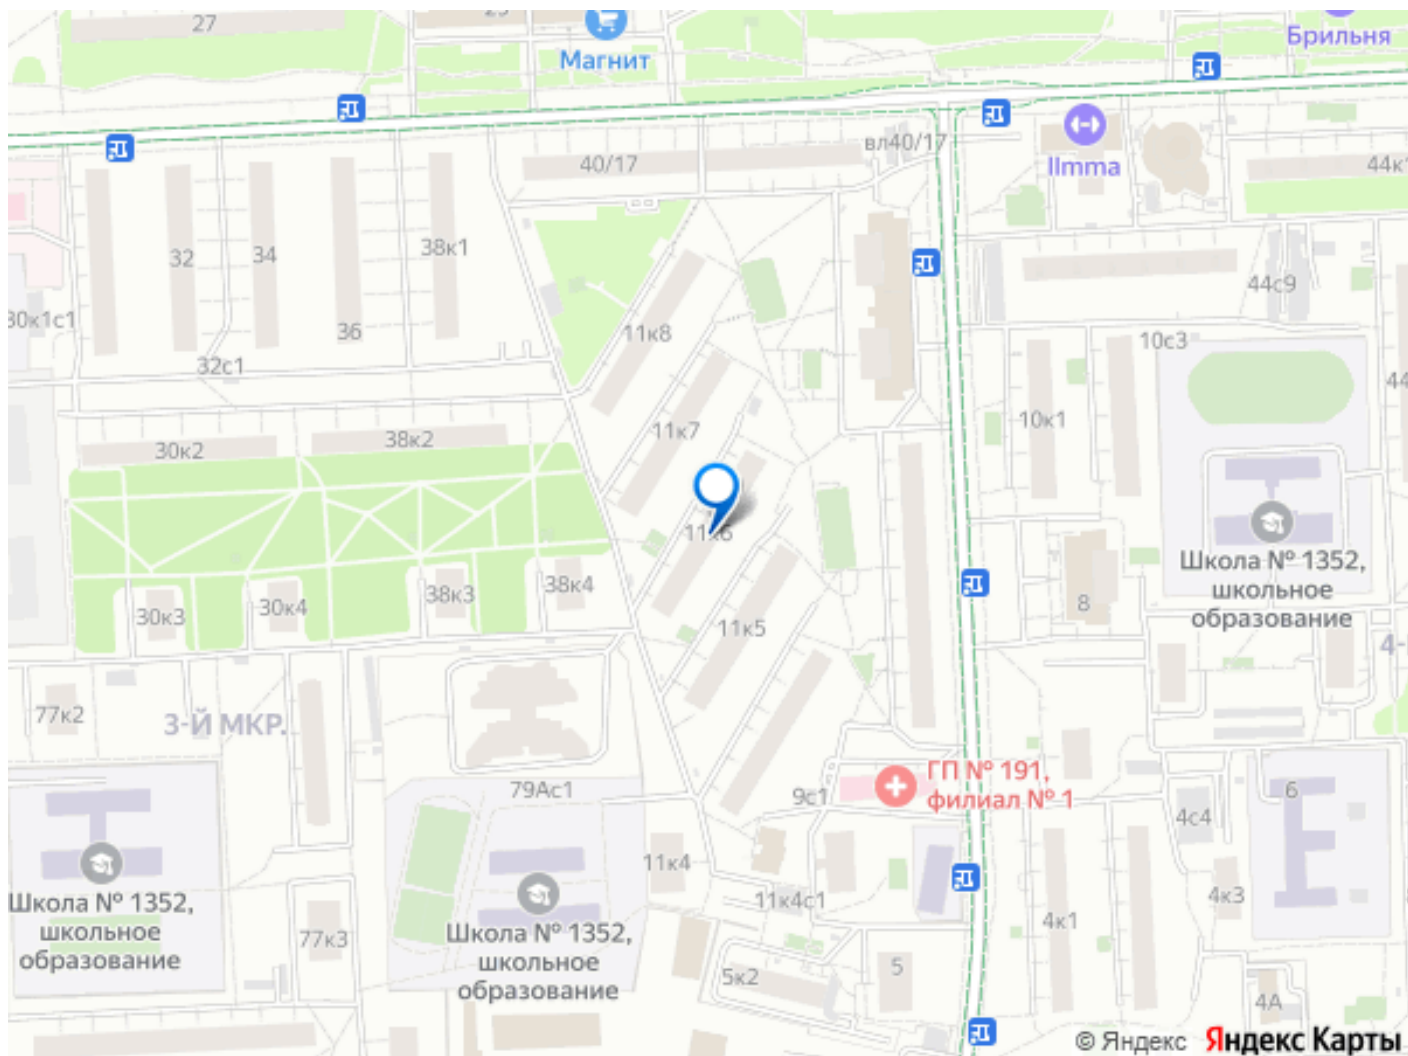 27
Магнит
Брильня
40/17
вл40/17
IImma
32
34
38к1
36
11к8
44с9
30к1с1
32с1
10с3
11к7
10к1
30к2
38к2
11к6
Школа № 1352,
школьное
образование
38к4
38к3
30к4
30к3
8
11к5
77к2
3-Й МКР.
79Ас1
9с1
ГП № 191,
филиал № 1
6
4с4
11к4
11к4с1
4к3
4к1
Школа № 1352,
школьное
образование
77к3
Школа № 1352,
школьное
образование
5к2
5
4А
© Яндекс Яндекс Карты